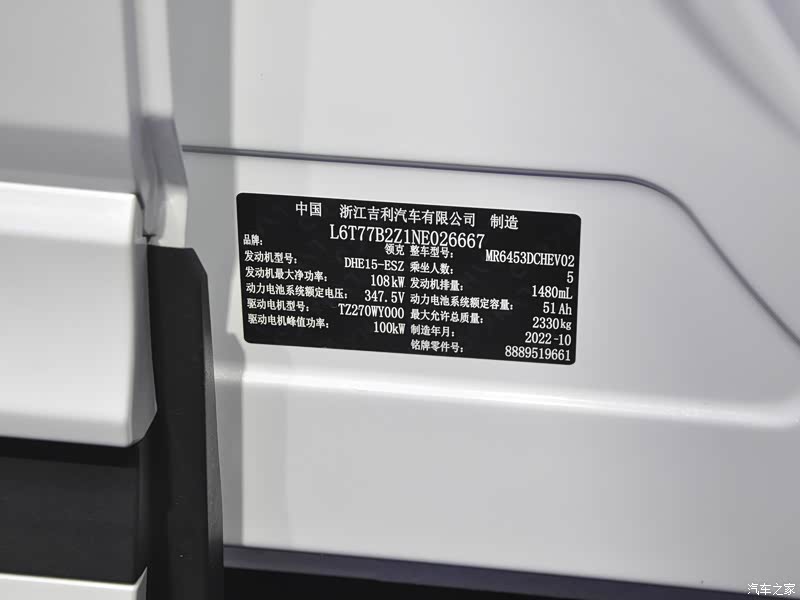 中国 浙江吉利汽车有限公司 制造
L6T77B2Z1NE026667
品牌: 领克 整车型号: MR6453DCHEV02
发动机型号: DHE15-ESZ 乘坐人数: 5
发动机最大净功率: 108kW 发动机排量: 1480mL
动力电池系统额定电压: 347.5V 动力电池系统额定容量: 51Ah
驱动电机型号: TZ270WY000 最大允许总质量: 2330kg
驱动电机峰值功率: 100kW 制造年月: 2022-10
铭牌零件号: 8889519661
汽车之家